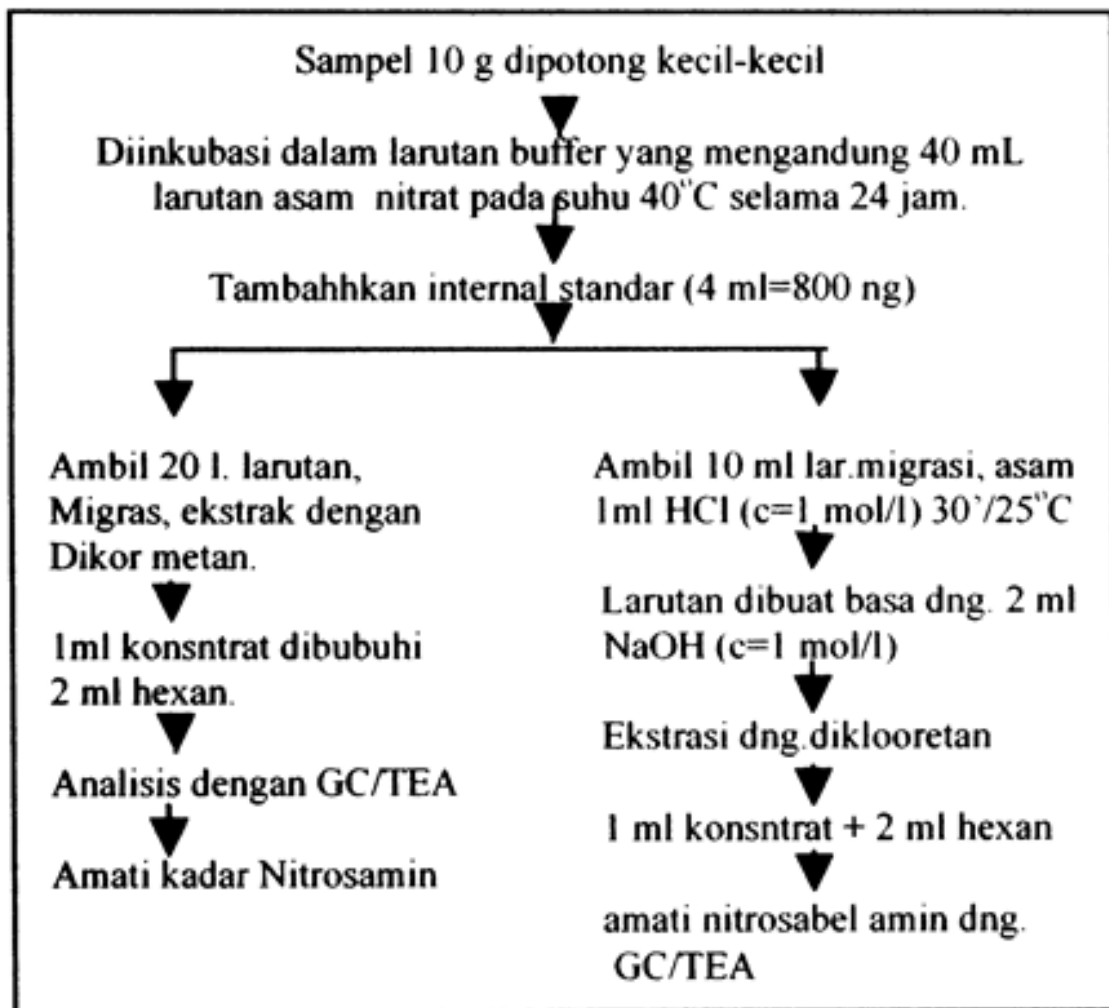 Sampel 10 g dipotong kecil-kecil
Diinkubasi dalam larutan buffer yang mengandung 40 mL
larutan asam nitrat pada suhu 40°C selama 24 jam.
Tambahhkan internal standar (4 ml=800 ng)
Ambil 20 l. larutan,
Migras, ekstrak dengan
Dikor metan.
1ml konsntrat dibubuhi
2 ml hexan.
Analisis dengan GC/TEA
Amati kadar Nitrosamin
Ambil 10 ml lar.migrasi, asam
1ml HCl (c=1 mol/l) 30’/25°C
Larutan dibuat basa dng. 2 ml
NaOH (c=1 mol/l)
Ekstrasi dng.diklooretan
1 ml konsntrat + 2 ml hexan
amati nitrosabel amin dng.
GC/TEA